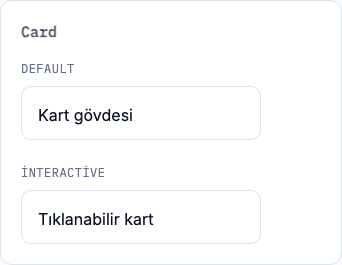 Card
DEFAULT
Kart gövdesi
İNTERACTİVE
Tıklanabilir kart